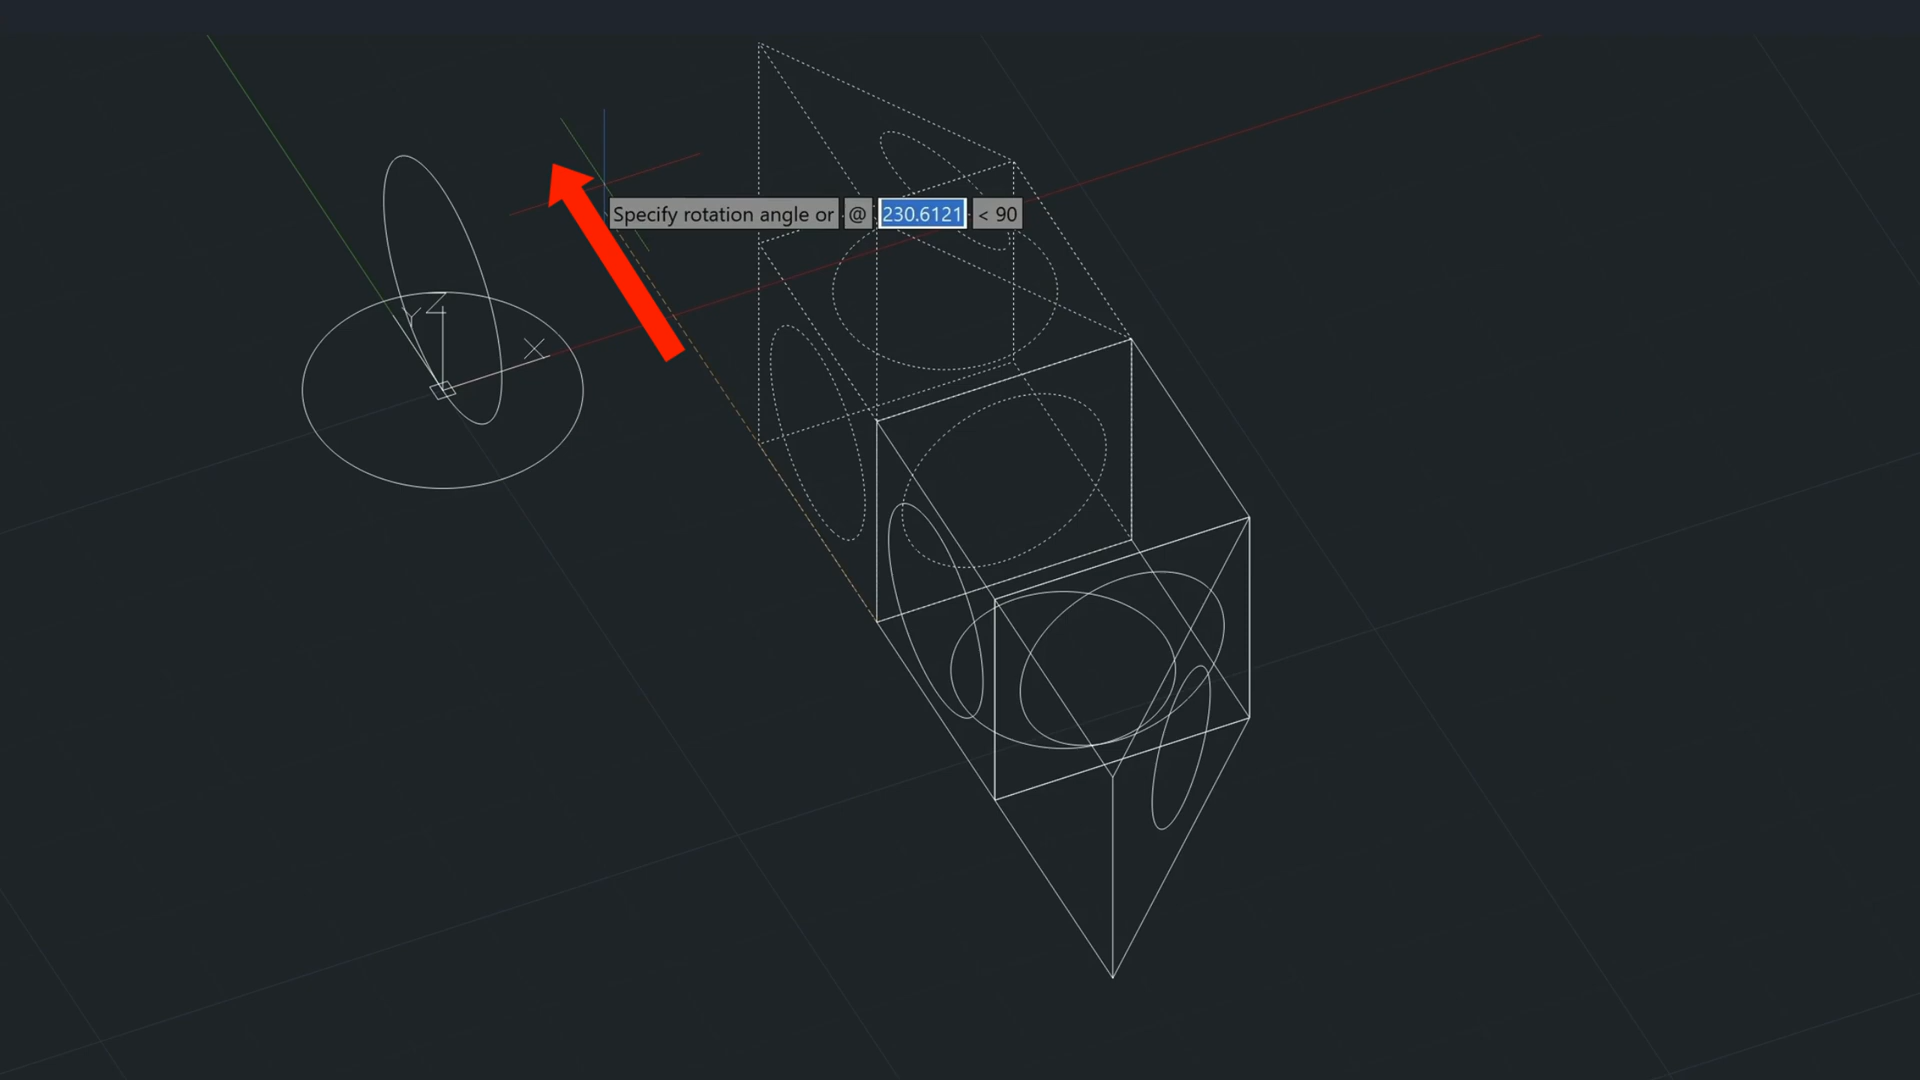 Specify rotation angle or @ 230.6121 < 90
Z
Y
X